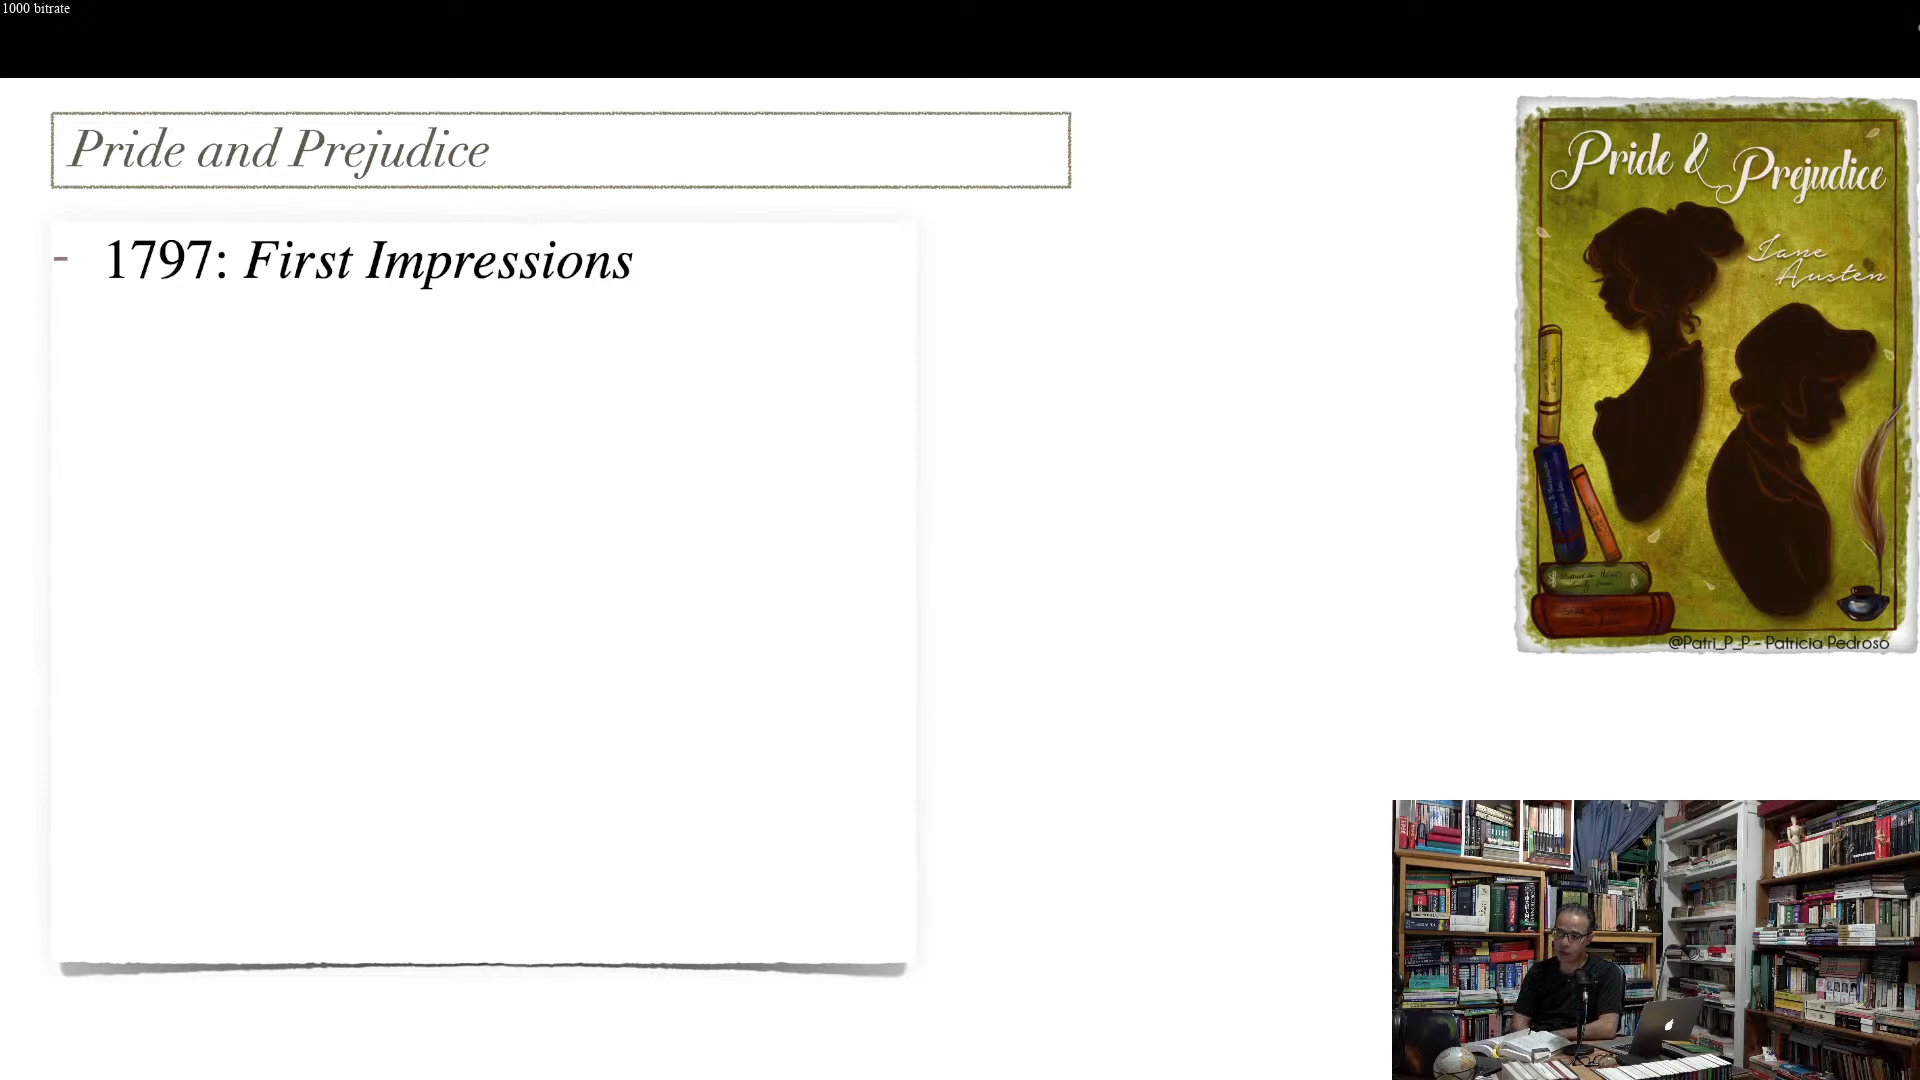 1000 bitrate
Pride and Prejudice
- 1797: First Impressions
Pride & Prejudice
Jane
Austen
@Patri_P_P - Patricia Pedroso